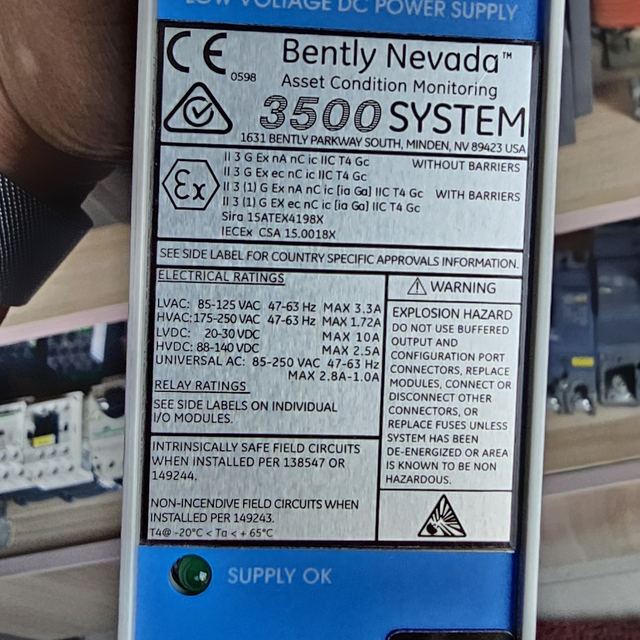 LOW VOLTAGE DC POWER SUPPLY
CE 0598
Bently Nevada™
Asset Condition Monitoring
3500 SYSTEM
1631 BENTLY PARKWAY SOUTH, MINDEN, NV 89423 USA
Ex
II 3 G Ex nA nC ic IIC T4 Gc WITHOUT BARRIERS
II 3 G Ex ec nC ic IIC T4 Gc
II 3 (1) G Ex nA nC ic [ia Ga] IIC T4 Gc WITH BARRIERS
II 3 (1) G EX ec nC ic [ia Ga] IIC T4 Gc
Sira 15ATEX4198X
IECEx CSA 15.0018X
SEE SIDE LABEL FOR COUNTRY SPECIFIC APPROVALS INFORMATION.
ELECTRICAL RATINGS
LVAC: 85-125 VAC 47-63 Hz MAX 3.3A
HVAC: 175-250 VAC 47-63 Hz MAX 1.72A
LVDC: 20-30 VDC MAX 10A
HVDC: 88-140 VDC MAX 2.5A
UNIVERSAL AC: 85-250 VAC 47-63 Hz
MAX 2.8A-1.0A
RELAY RATINGS
SEE SIDE LABELS ON INDIVIDUAL
I/O MODULES.
INTRINSICALLY SAFE FIELD CIRCUITS
WHEN INSTALLED PER 138547 OR
149244.
NON-INCENDIVE FIELD CIRCUITS WHEN
INSTALLED PER 149243.
T4@ -20°C < Ta < + 65°C
WARNING
EXPLOSION HAZARD
DO NOT USE BUFFERED
OUTPUT AND
CONFIGURATION PORT
CONNECTORS, REPLACE
MODULES, CONNECT OR
DISCONNECT OTHER
CONNECTORS, OR
REPLACE FUSES UNLESS
SYSTEM HAS BEEN
DE-ENERGIZED OR AREA
IS KNOWN TO BE NON
HAZARDOUS.
SUPPLY OK